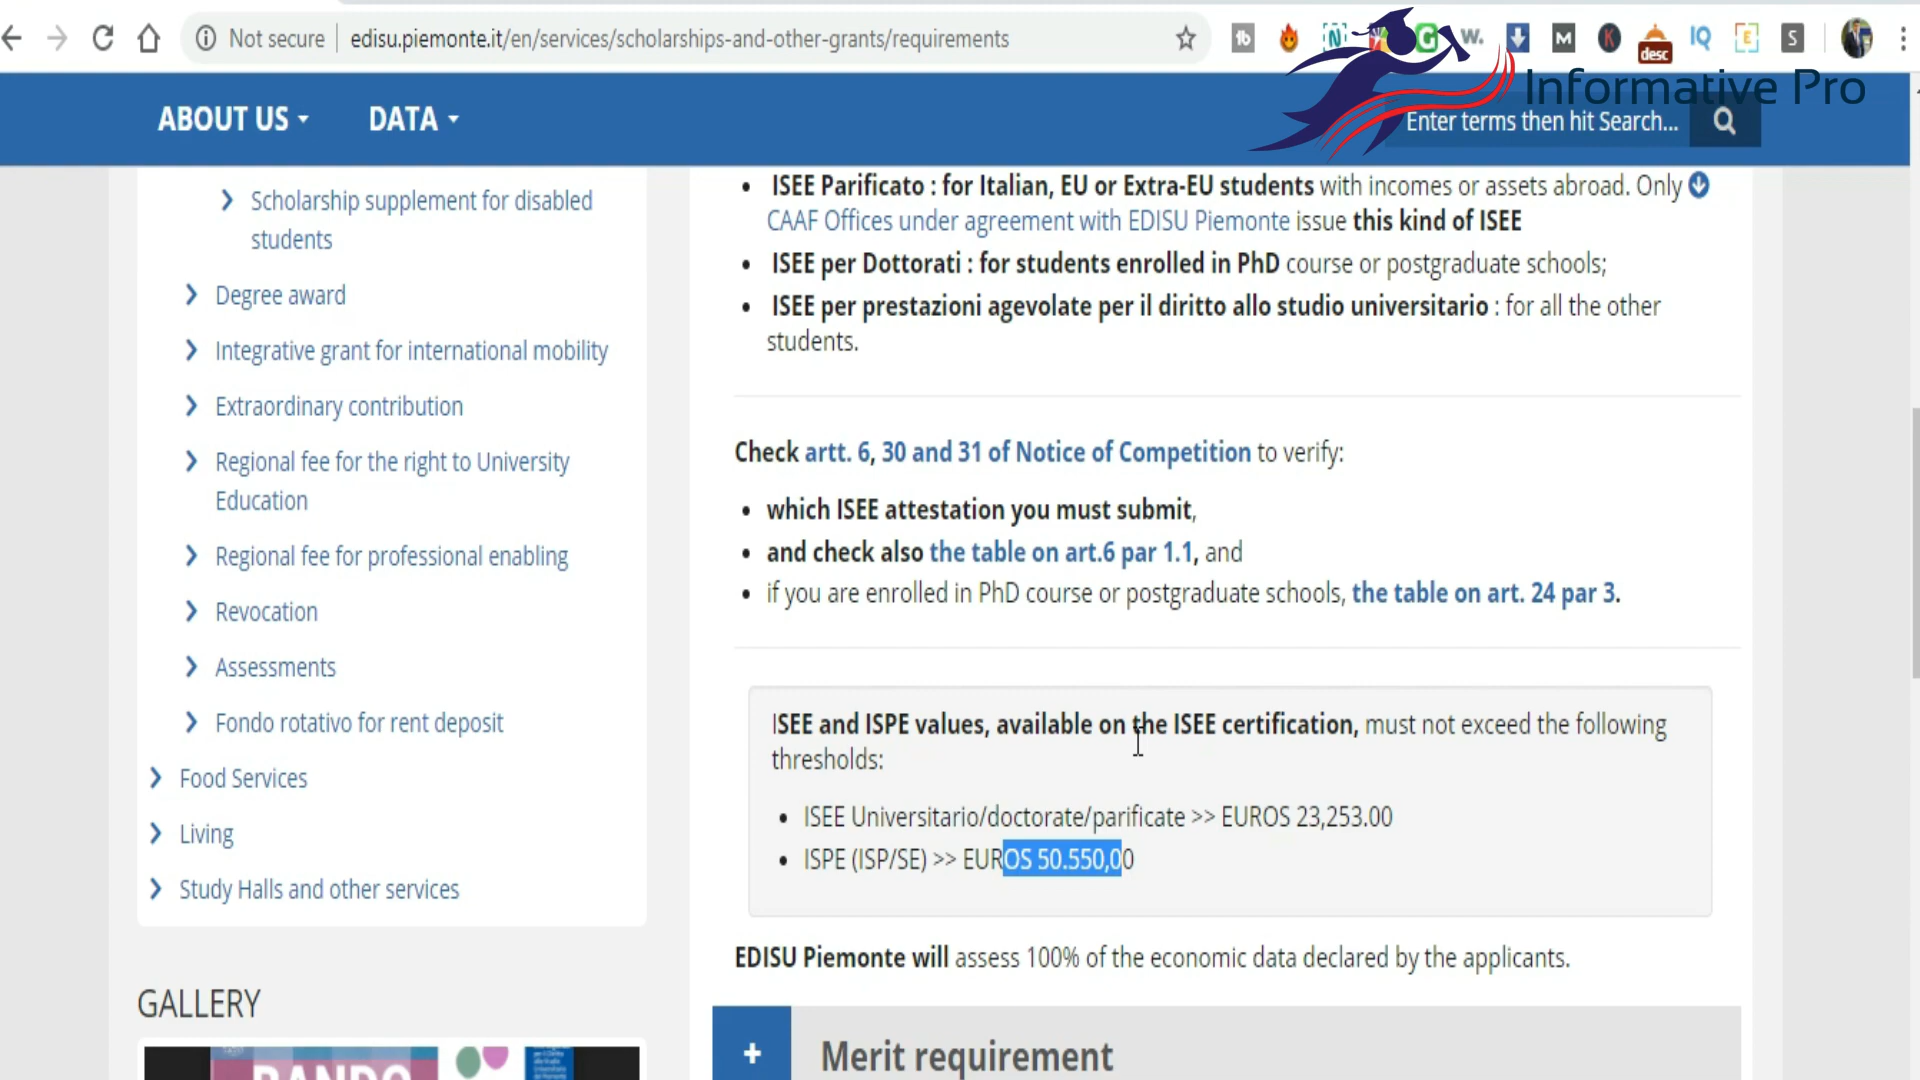 Not secure
edisu.piemonte.it/en/services/scholarships-and-other-grants/requirements
desc
Informative Pro
ABOUT US
DATA
Enter terms then hit Search...
Scholarship supplement for disabled
students
Degree award
Integrative grant for international mobility
Extraordinary contribution
Regional fee for the right to University
Education
Regional fee for professional enabling
Revocation
Assessments
Fondo rotativo for rent deposit
Food Services
Living
Study Halls and other services
GALLERY
ISEE Parificato : for Italian, EU or Extra-EU students with incomes or assets abroad. Only
CAAF Offices under agreement with EDISU Piemonte issue this kind of ISEE
ISEE per Dottorati : for students enrolled in PhD course or postgraduate schools;
ISEE per prestazioni agevolate per il diritto allo studio universitario : for all the other
students.
Check artt. 6, 30 and 31 of Notice of Competition to verify:
which ISEE attestation you must submit,
and check also the table on art.6 par 1.1, and
if you are enrolled in PhD course or postgraduate schools, the table on art. 24 par 3.
ISEE and ISPE values, available on the ISEE certification, must not exceed the following
thresholds:
ISEE Universitario/doctorate/parificate >> EUROS 23,253.00
ISPE (ISP/SE) >> EUROS 50.550,00
EDISU Piemonte will assess 100% of the economic data declared by the applicants.
+ Merit requirement